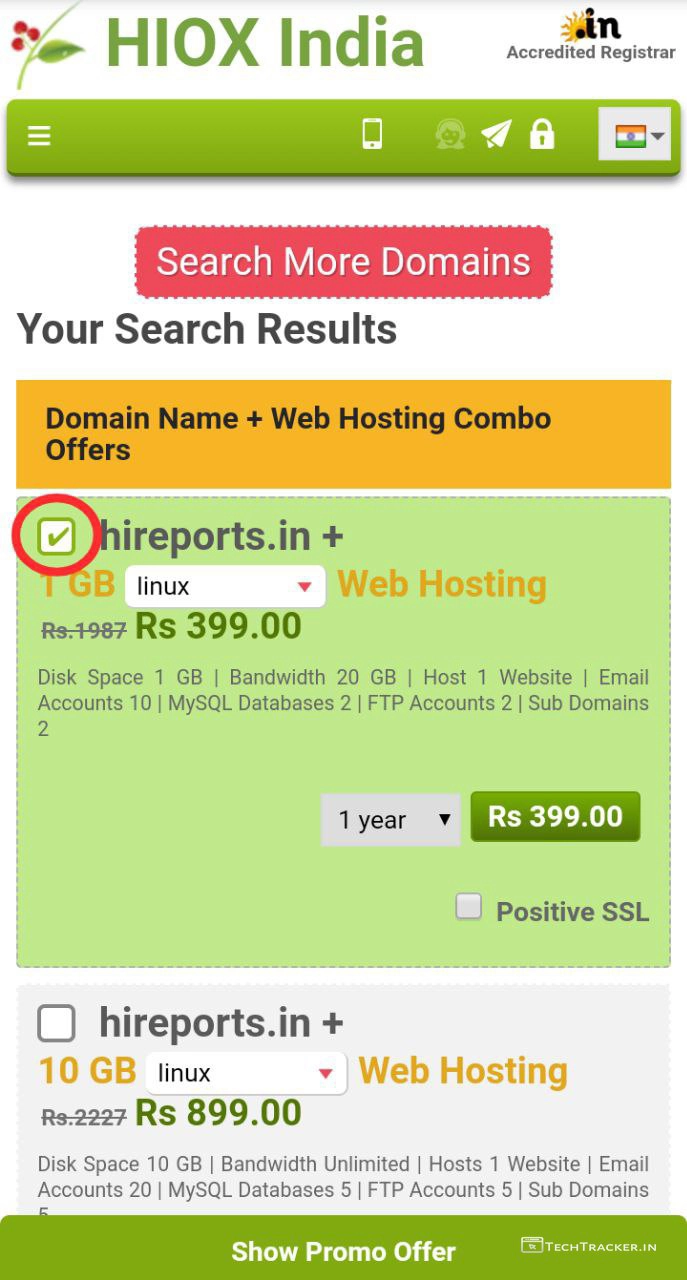 HIOX India
.in
Accredited Registrar
Search More Domains
Your Search Results
Domain Name + Web Hosting Combo
Offers
hireports.in +
1 GB linux Web Hosting
Rs.1987 Rs 399.00
Disk Space 1 GB | Bandwidth 20 GB | Host 1 Website | Email
Accounts 10 | MySQL Databases 2 | FTP Accounts 2 | Sub Domains
2
1 year Rs 399.00
Positive SSL
hireports.in +
10 GB linux Web Hosting
Rs.2227 Rs 899.00
Disk Space 10 GB | Bandwidth Unlimited | Hosts 1 Website | Email
Accounts 20 | MySQL Databases 5 | FTP Accounts 5 | Sub Domains
5
Show Promo Offer
TECHTRACKER.IN